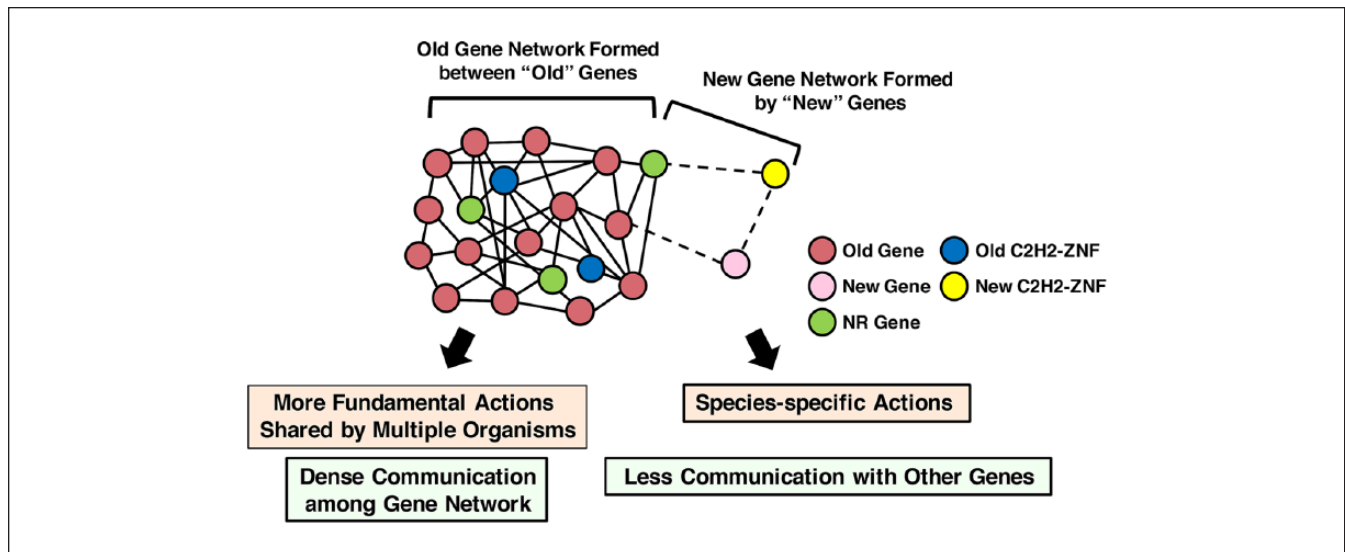 Old Gene Network Formed
between “Old” Genes
New Gene Network Formed
by “New” Genes
Old Gene
Old C2H2-ZNF
New Gene
New C2H2-ZNF
NR Gene
More Fundamental Actions
Shared by Multiple Organisms
Species-specific Actions
Dense Communication
among Gene Network
Less Communication with Other Genes